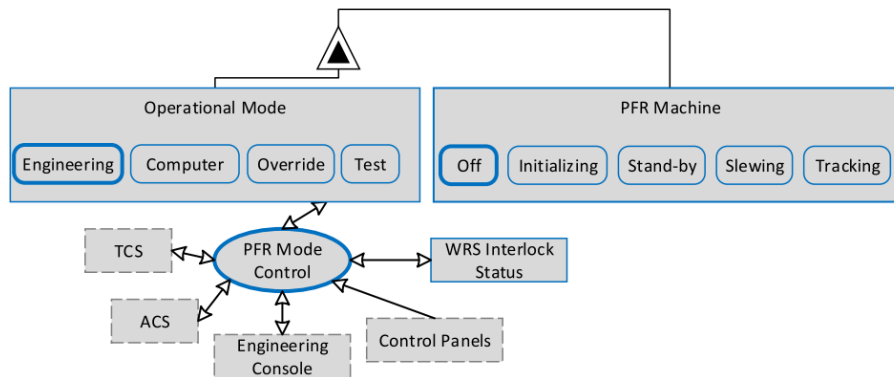 Operational Mode
PFR Machine
Engineering
Computer
Override
Test
Off
Initializing
Stand-by
Slewing
Tracking
TCS
PFR Mode
Control
WRS Interlock
Status
ACS
Engineering
Console
Control Panels